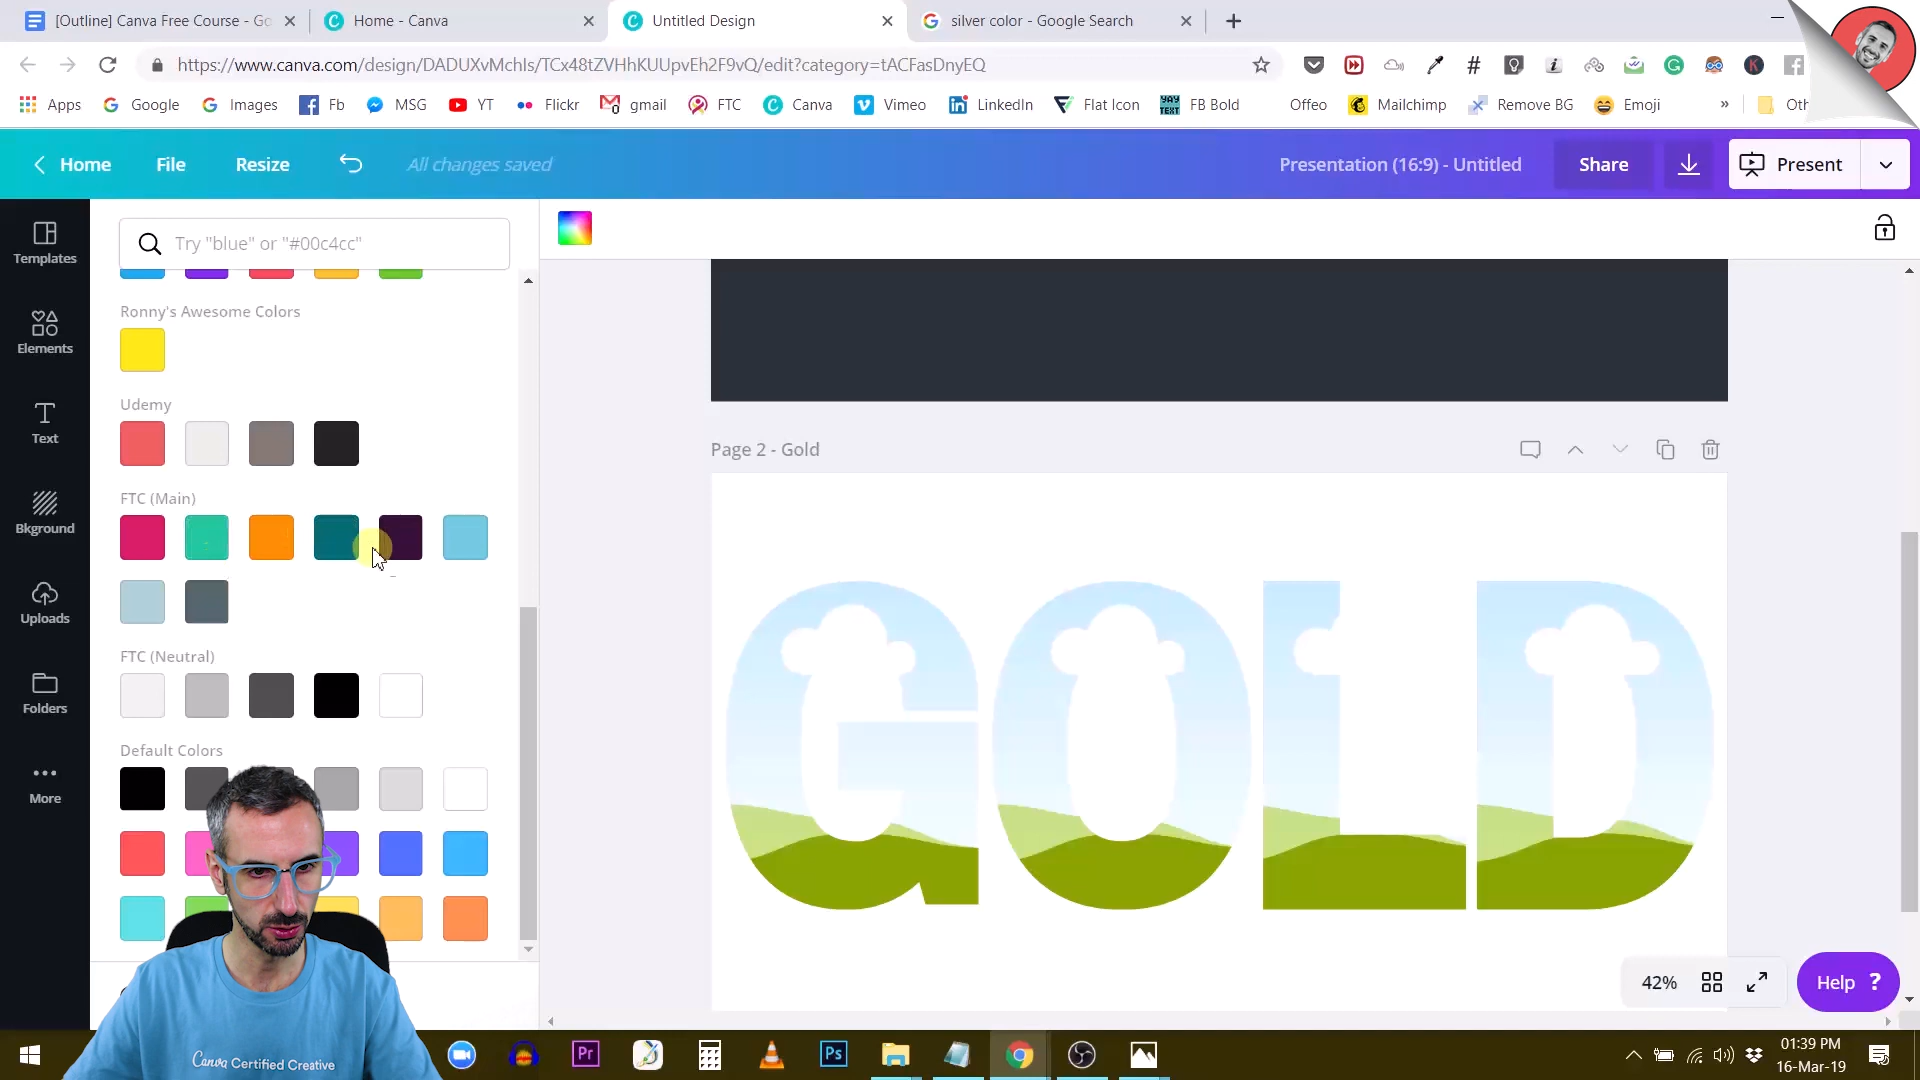 [Outline] Canva Free Course - Go
Home - Canva
Untitled Design
silver color - Google Search
https://www.canva.com/design/DADUXvMchIs/TCx48tZVHhKUUpvEh2F9vQ/edit?category=tACFasDnyEQ
Apps
Google
Images
Fb
MSG
YT
Flickr
gmail
FTC
Canva
Vimeo
LinkedIn
Flat Icon
FB Bold
Offeo
Mailchimp
Remove BG
Emoji
»
Oth
Home
File
Resize
All changes saved
Presentation (16:9) - Untitled
Share
Present
Templates
Elements
Text
Bkground
Uploads
Folders
More
Try "blue" or "#00c4cc"
Ronny's Awesome Colors
Udemy
FTC (Main)
FTC (Neutral)
Default Colors
Page 2 - Gold
GOLD
42%
Help ?
Canva Certified Creative
Pr
Ps
01:39 PM
16-Mar-19